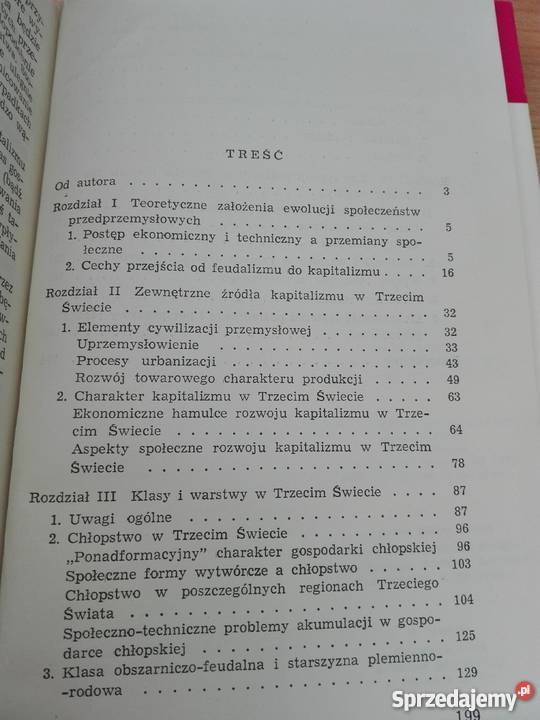 TREŚĆ
Od autora . . . . . . . . . . . . . . . . 3
Rozdział I Teoretyczne założenia ewolucji społeczeństw
przedprzemysłowych . . . . . . . . . . . . 5
1. Postęp ekonomiczny i techniczny a przemiany spo-
łeczne . . . . . . . . . . . . . . . . 5
2. Cechy przejścia od feudalizmu do kapitalizmu . . . . 16
Rozdział II Zewnętrzne źródła kapitalizmu w Trzecim
Świecie . . . . . . . . . . . . . . . . 32
1. Elementy cywilizacji przemysłowej . . . . . . . . 32
Uprzemysłowienie . . . . . . . . . . . . 33
Procesy urbanizacji . . . . . . . . . . . . 43
Rozwój towarowego charakteru produkcji . . . . . 49
2. Charakter kapitalizmu w Trzecim Świecie . . . . . 63
Ekonomiczne hamulce rozwoju kapitalizmu w Trze-
cim Świecie . . . . . . . . . . . . . . 64
Aspekty społeczne rozwoju kapitalizmu w Trzecim
Świecie . . . . . . . . . . . . . . . . 78
Rozdział III Klasy i warstwy w Trzecim Świecie . . . . 87
1. Uwagi ogólne . . . . . . . . . . . . . . 87
2. Chłopstwo w Trzecim Świecie . . . . . . . . . 96
„Ponadformacyjny” charakter gospodarki chłopskiej 96
Społeczne formy wytwórcze a chłopstwo . . . . . 103
Chłopstwo w poszczególnych regionach Trzeciego
Świata . . . . . . . . . . . . . . . . 104
Społeczno-techniczne problemy akumulacji w gospo-
darce chłopskiej . . . . . . . . . . . . . 125
3. Klasa obszarniczo-feudalna i starszyzna plemienno-
-rodowa . . . . . . . . . . . . . . . . 129
199
Sprzedajemy.pl